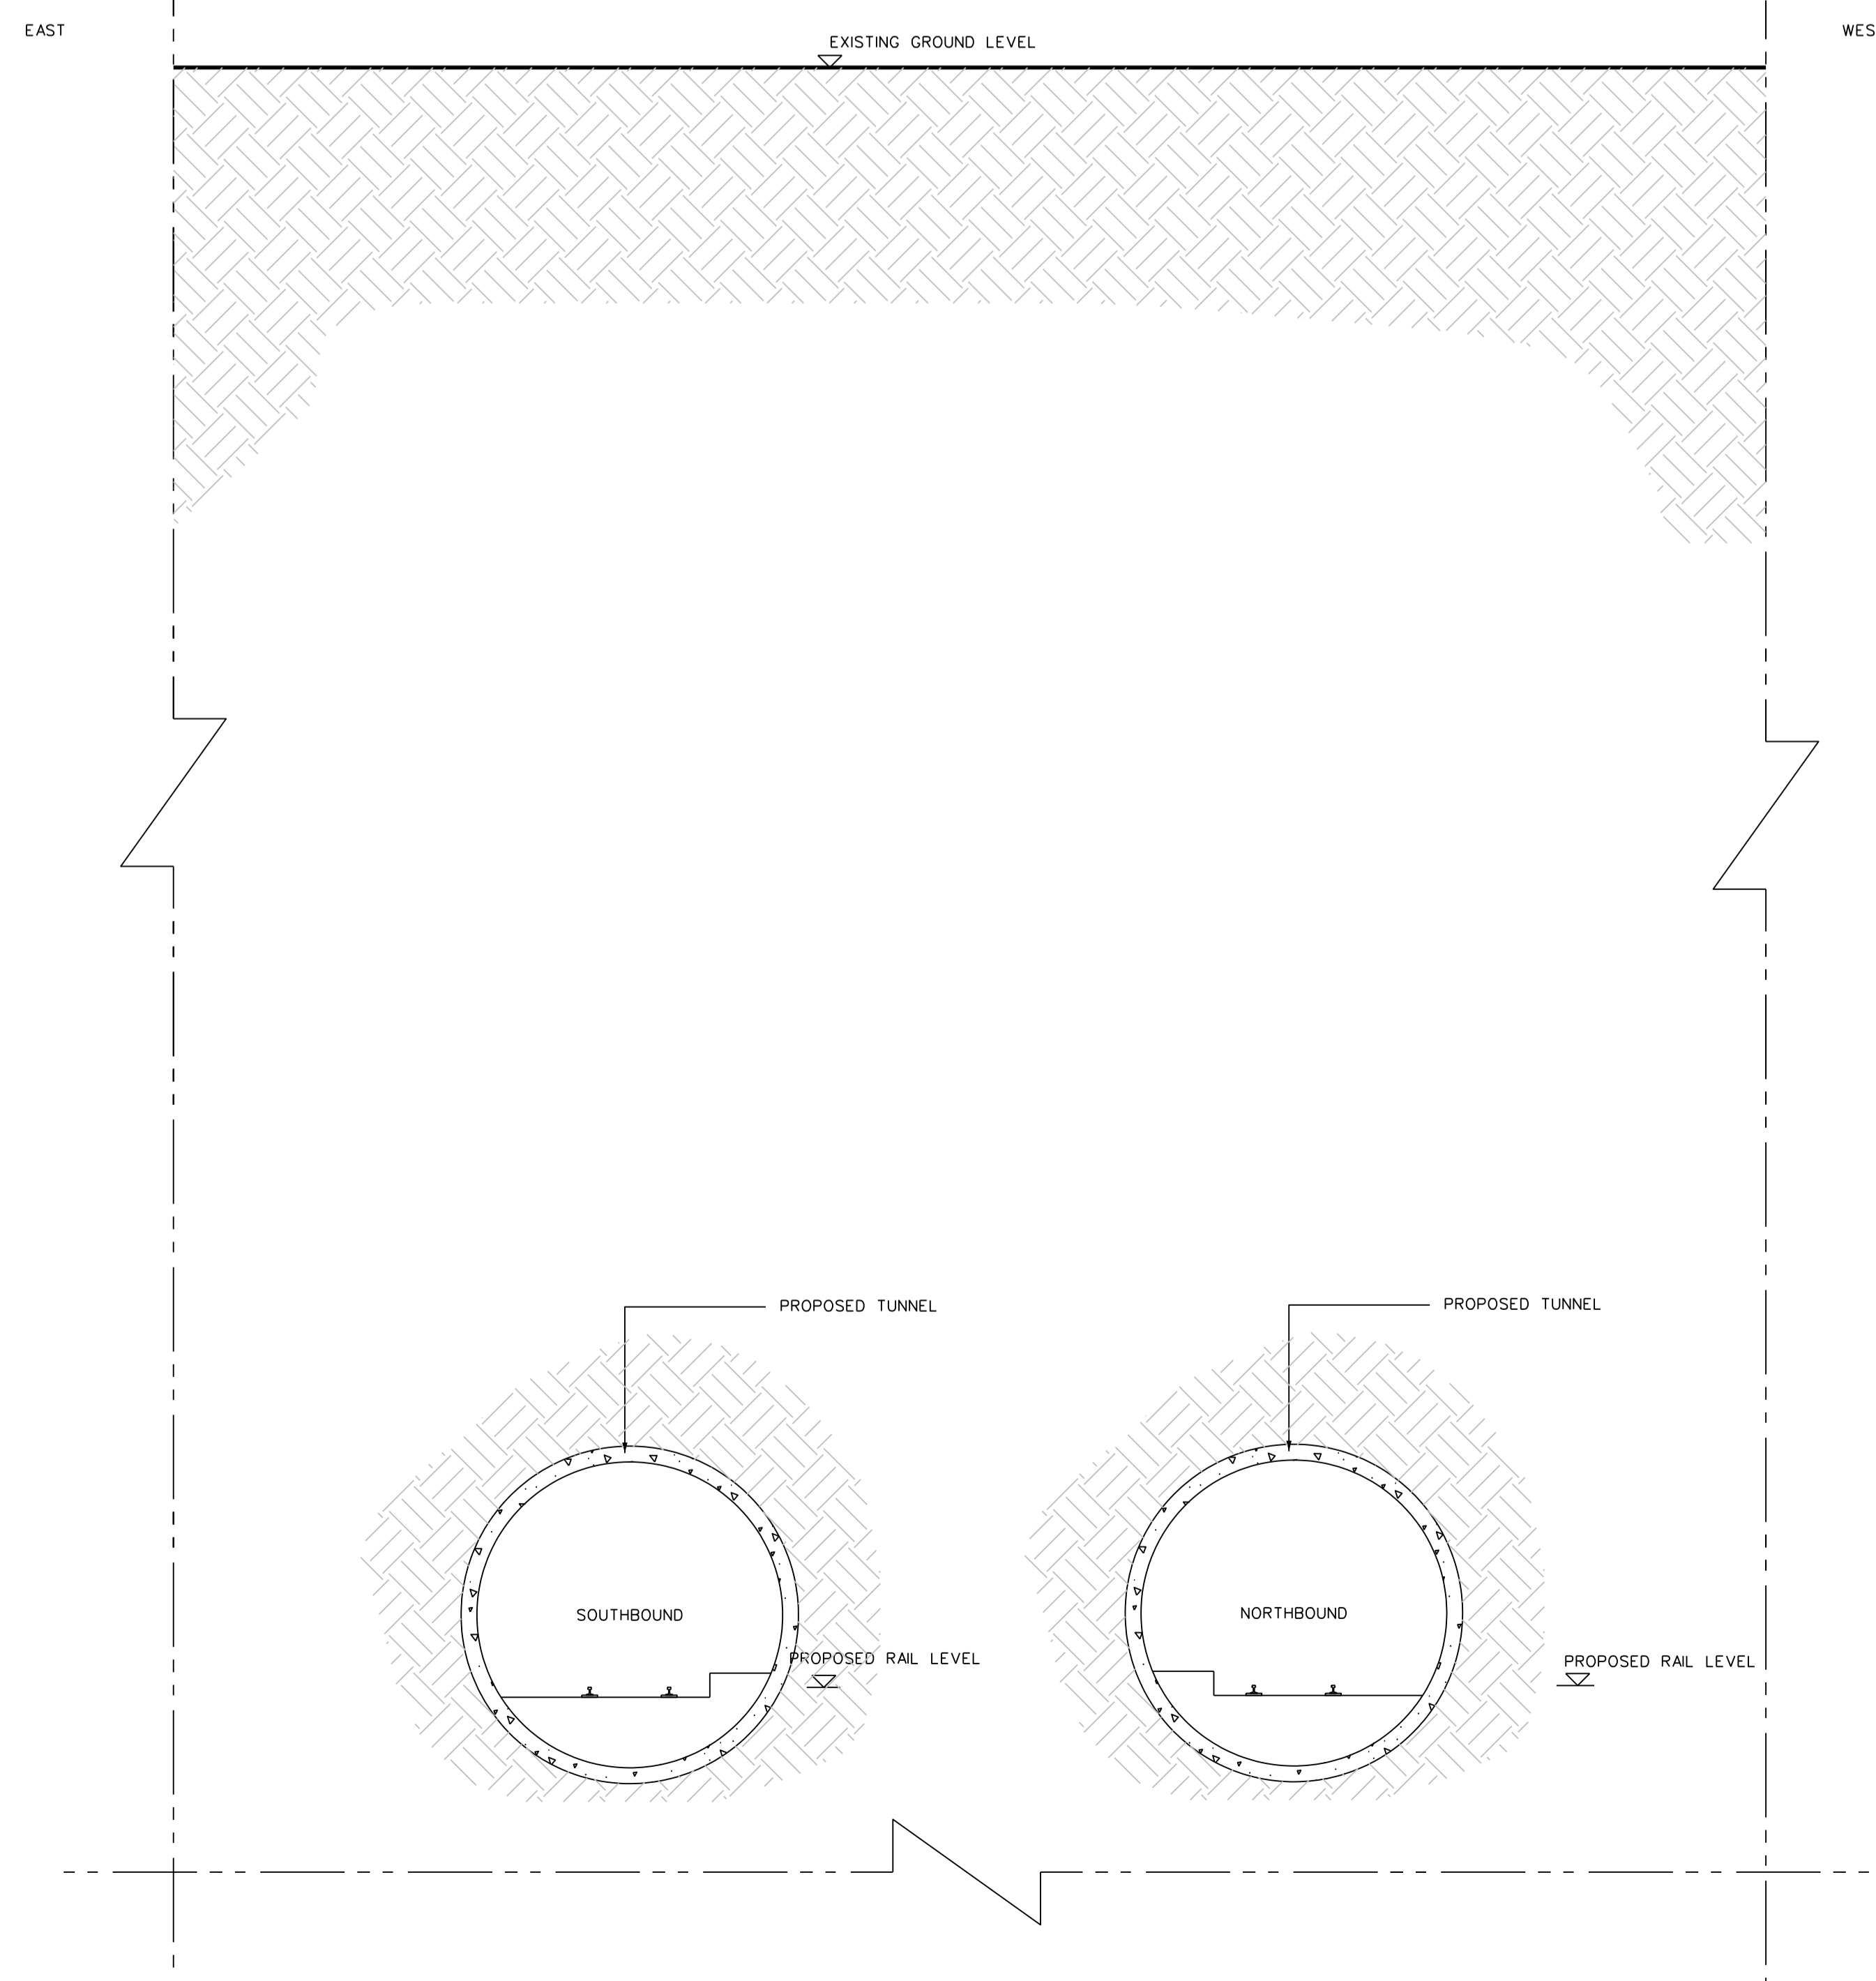 EAST
WES
EXISTING GROUND LEVEL
PROPOSED TUNNEL
PROPOSED TUNNEL
SOUTHBOUND
NORTHBOUND
PROPOSED RAIL LEVEL
PROPOSED RAIL LEVEL